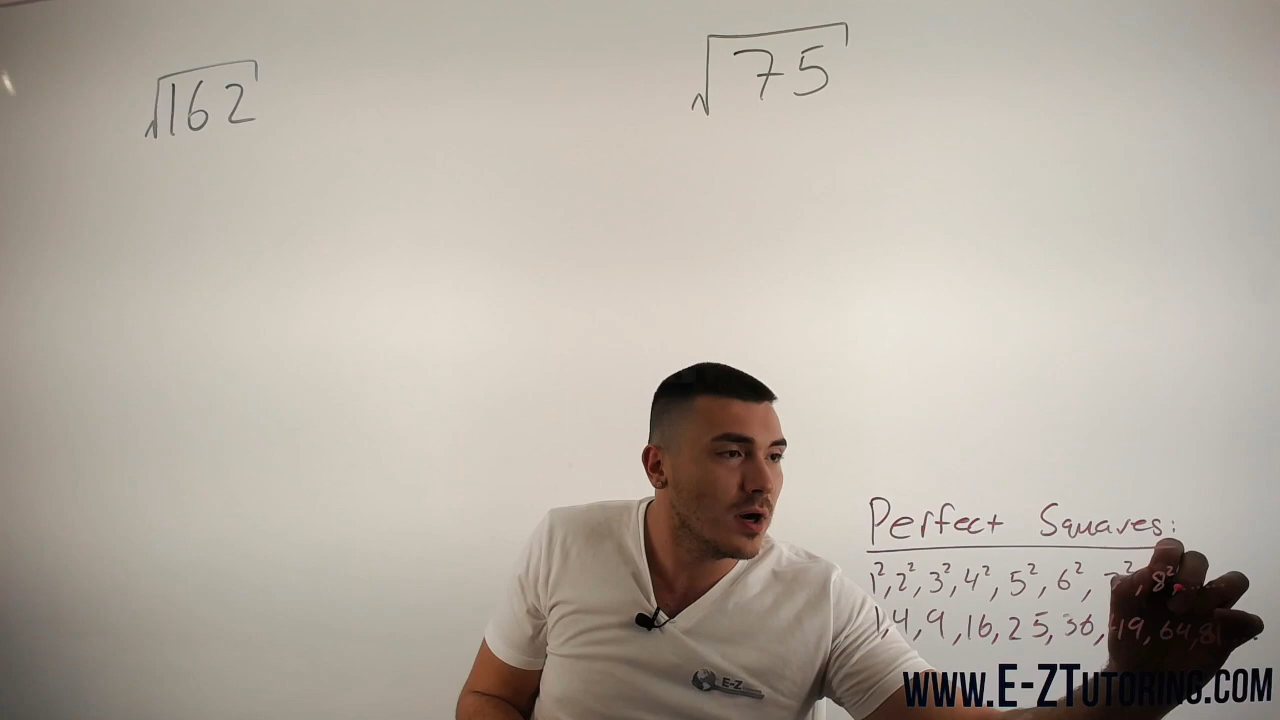 √162
√75
Perfect Squares:
1², 2², 3², 4², 5², 6², 7², 8²,
1, 4, 9, 16, 25, 36, 49, 64, 81
E-Z
www.E-ZTutoring.com